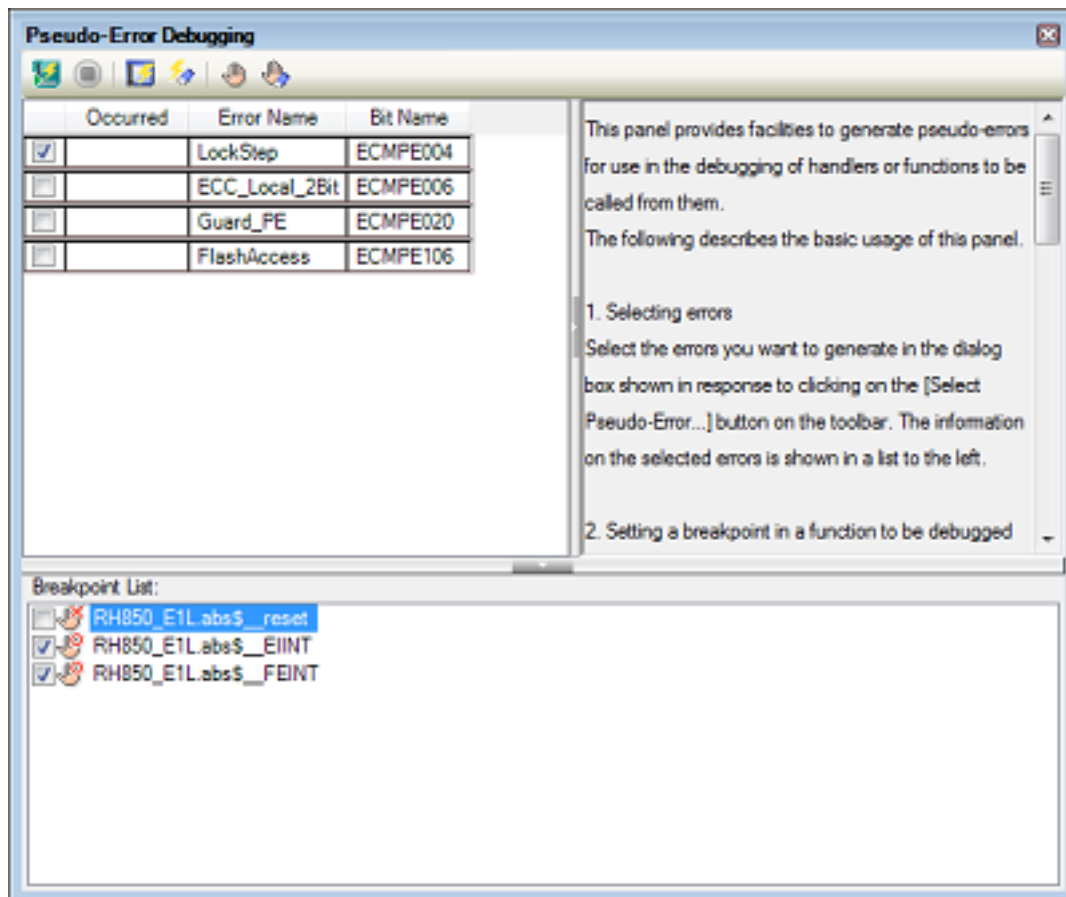 Pseudo-Error Debugging
Occurred Error Name Bit Name
LockStep ECMPE004
ECC_Local_2Bit ECMPE006
Guard_PE ECMPE020
FlashAccess ECMPE106
This panel provides facilities to generate pseudo-errors
for use in the debugging of handlers or functions to be
called from them.
The following describes the basic usage of this panel.
1. Selecting errors
Select the errors you want to generate in the dialog
box shown in response to clicking on the [Select
Pseudo-Error...] button on the toolbar. The information
on the selected errors is shown in a list to the left.
2. Setting a breakpoint in a function to be debugged
Breakpoint List:
RH850_E1L.abs$__reset
RH850_E1L.abs$__EIINT
RH850_E1L.abs$__FEINT